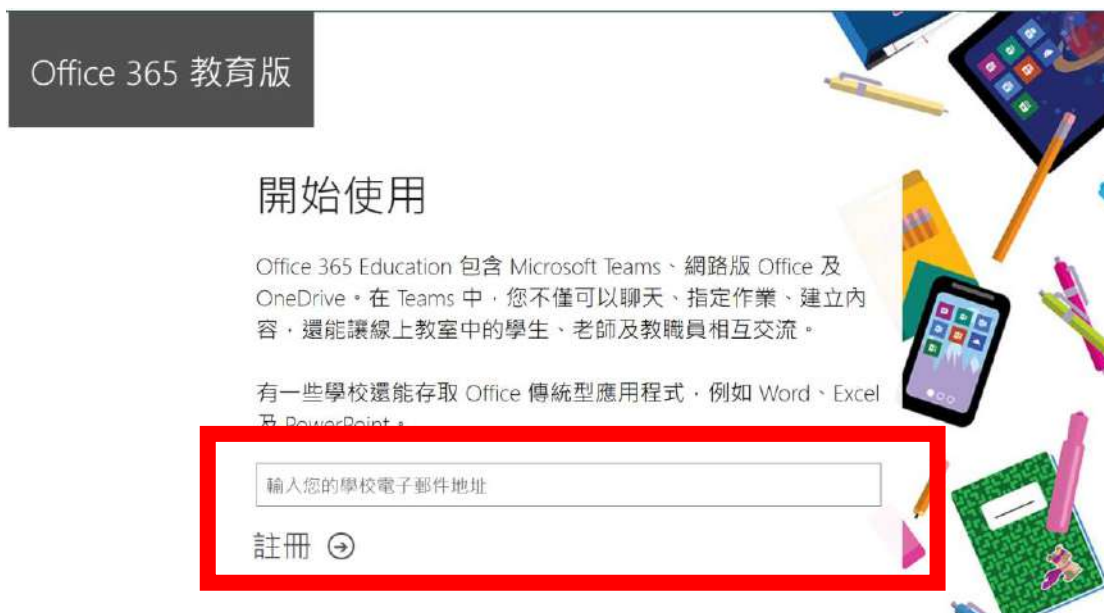 Office 365 教育版
開始使用
Office 365 Education 包含 Microsoft Teams、網路版 Office 及
OneDrive。在 Teams 中，您不僅可以聊天、指定作業、建立內
容，還能讓線上教室中的學生、老師及教職員相互交流。
有一些學校還能存取 Office 傳統型應用程式，例如 Word、Excel
及 PowerPoint。
輸入您的學校電子郵件地址
註冊